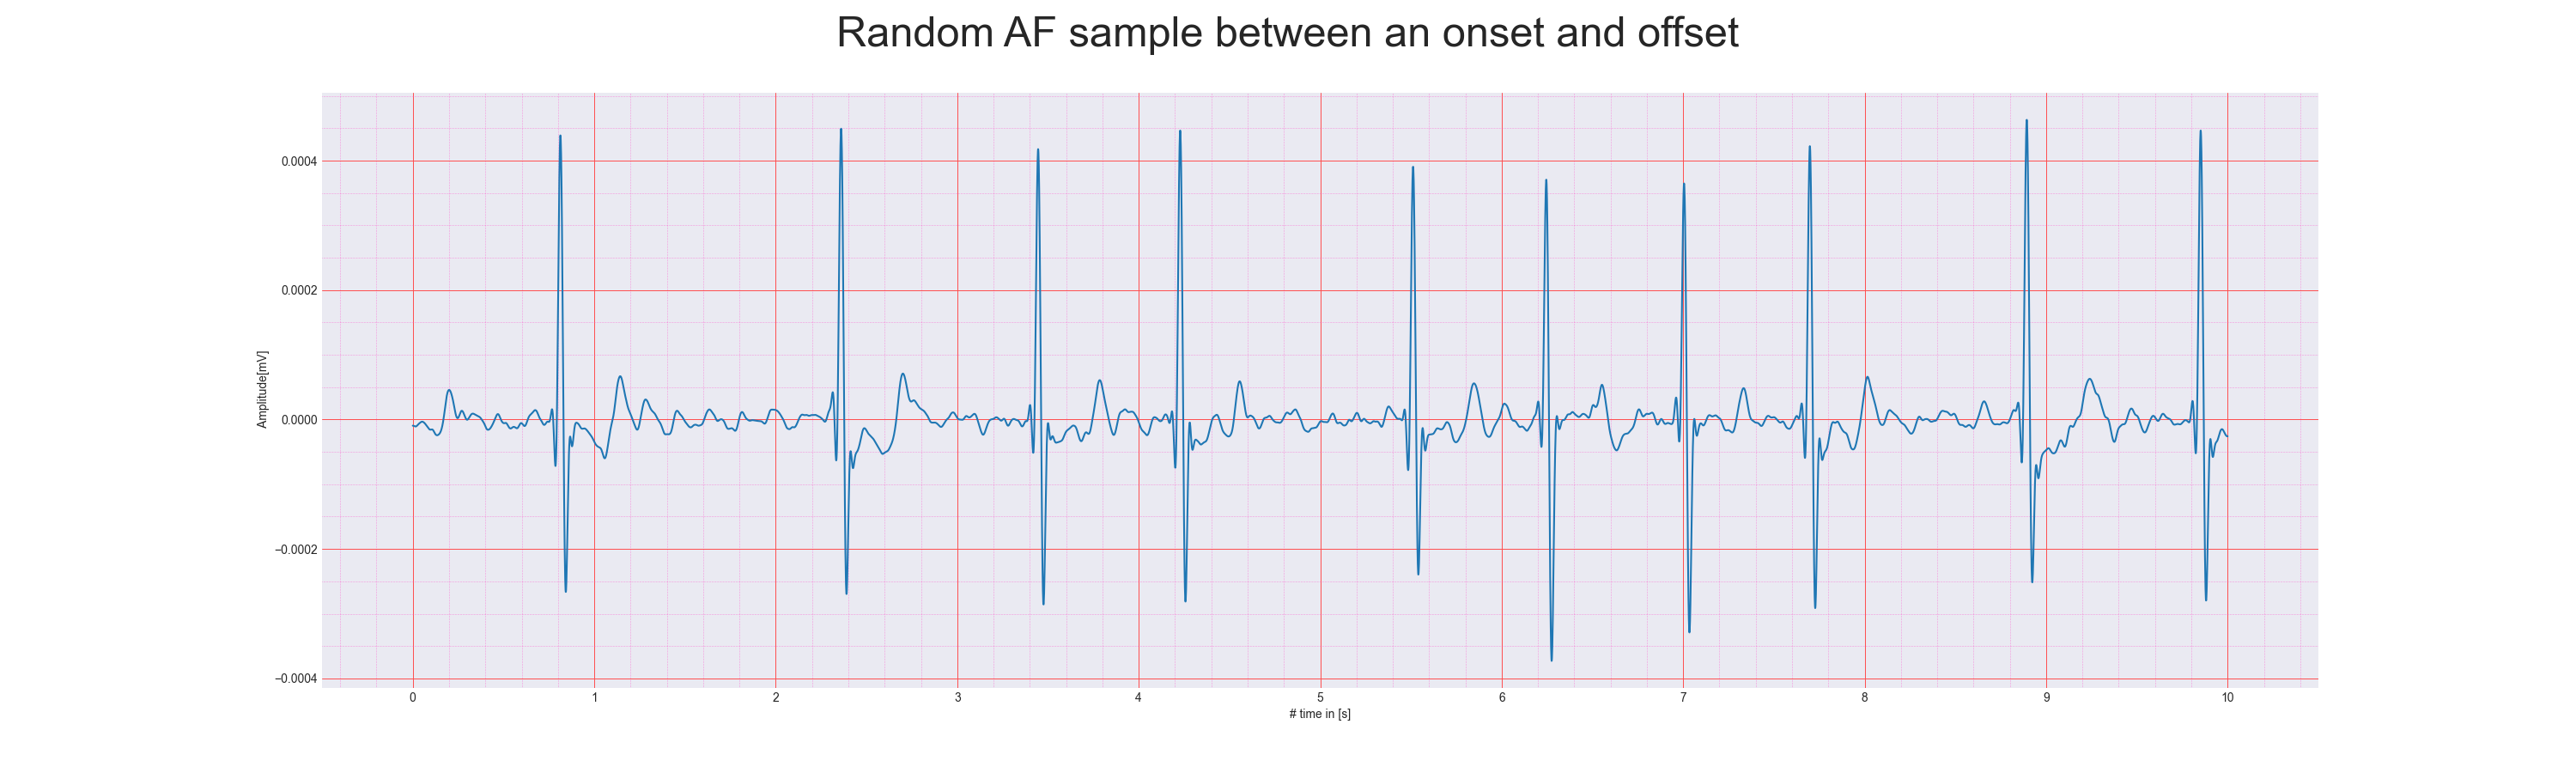 Random AF sample between an onset and offset
0.0004
0.0002
0.0000
−0.0002
−0.0004
Amplitude[mV]
0 1 2 3 4 5 6 7 8 9 10
# time in [s]